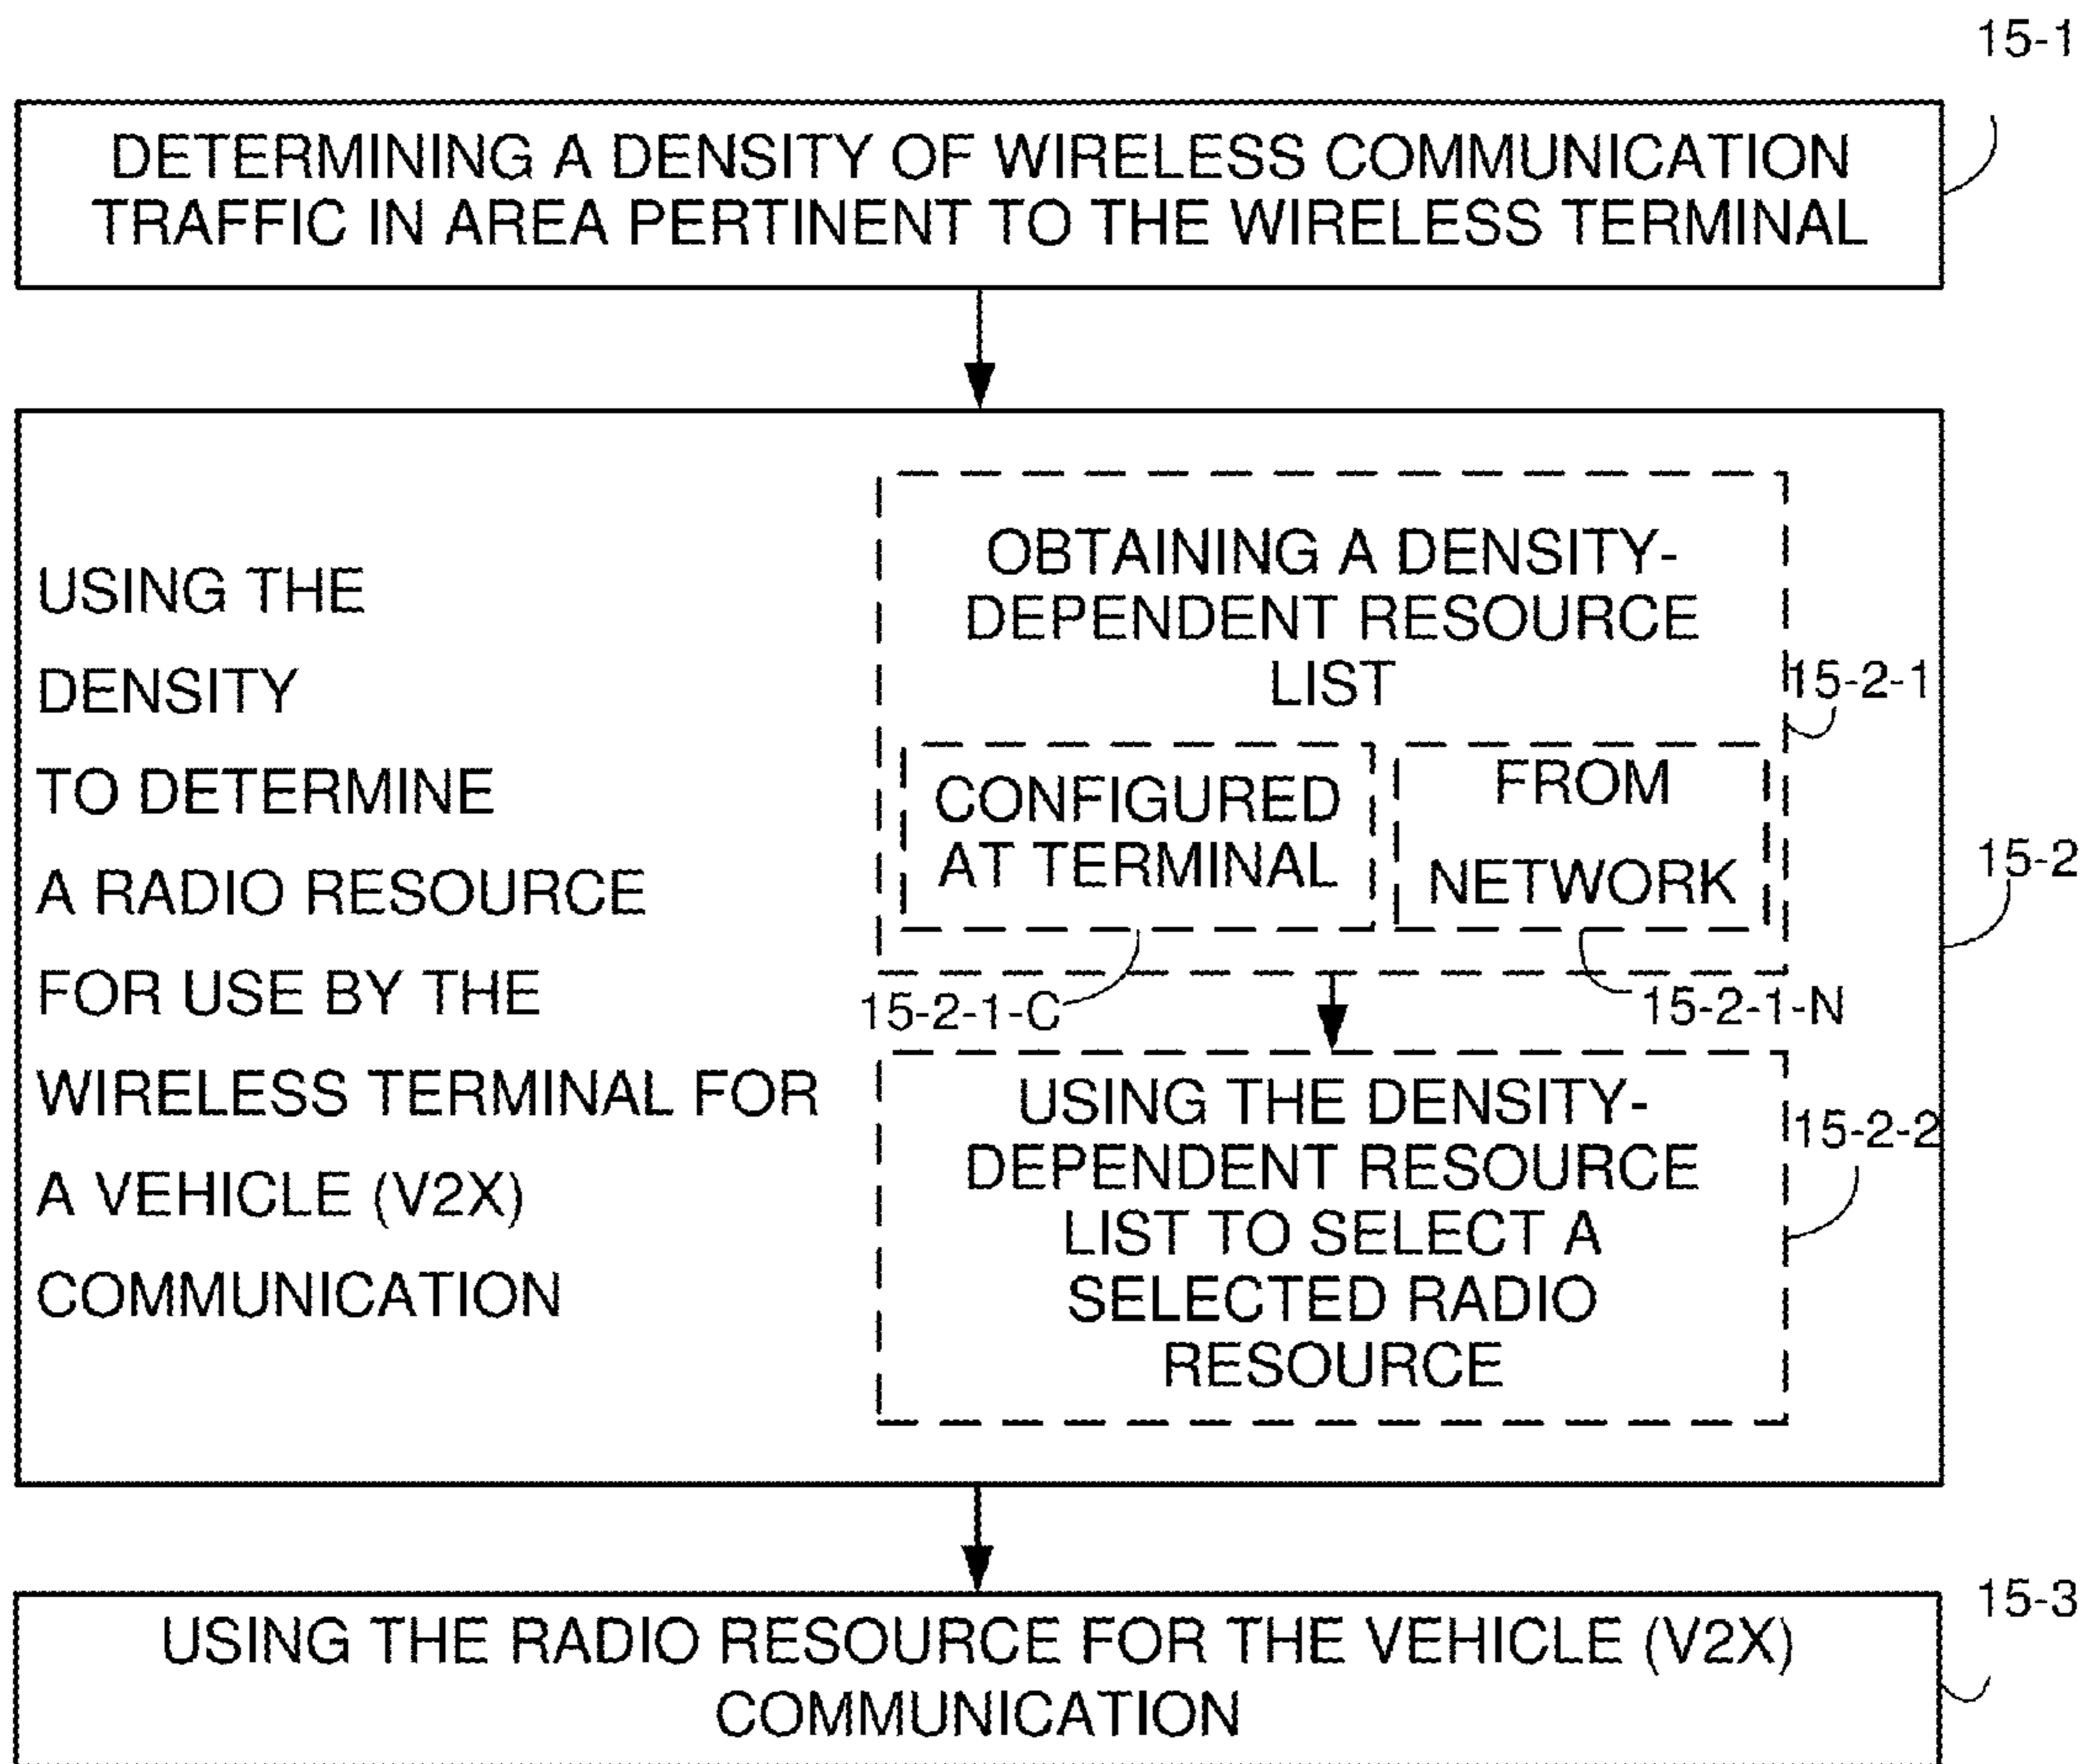 15-1
DETERMINING A DENSITY OF WIRELESS COMMUNICATION
TRAFFIC IN AREA PERTINENT TO THE WIRELESS TERMINAL
USING THE
DENSITY
TO DETERMINE
A RADIO RESOURCE
FOR USE BY THE
WIRELESS TERMINAL FOR
A VEHICLE (V2X)
COMMUNICATION
OBTAINING A DENSITY-
DEPENDENT RESOURCE
LIST
15-2-1
CONFIGURED
AT TERMINAL
FROM
NETWORK
15-2
15-2-1-C
15-2-1-N
USING THE DENSITY-
DEPENDENT RESOURCE
LIST TO SELECT A
SELECTED RADIO
RESOURCE
15-2-2
15-3
USING THE RADIO RESOURCE FOR THE VEHICLE (V2X)
COMMUNICATION